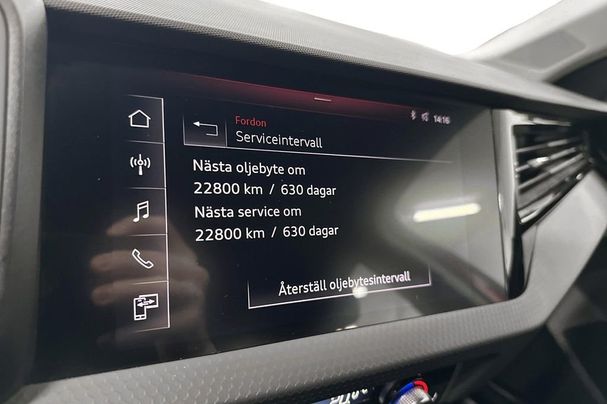 14:16
Fordon
Serviceintervall
Nästa oljebyte om
22800 km / 630 dagar
Nästa service om
22800 km / 630 dagar
Återställ oljebytesintervall